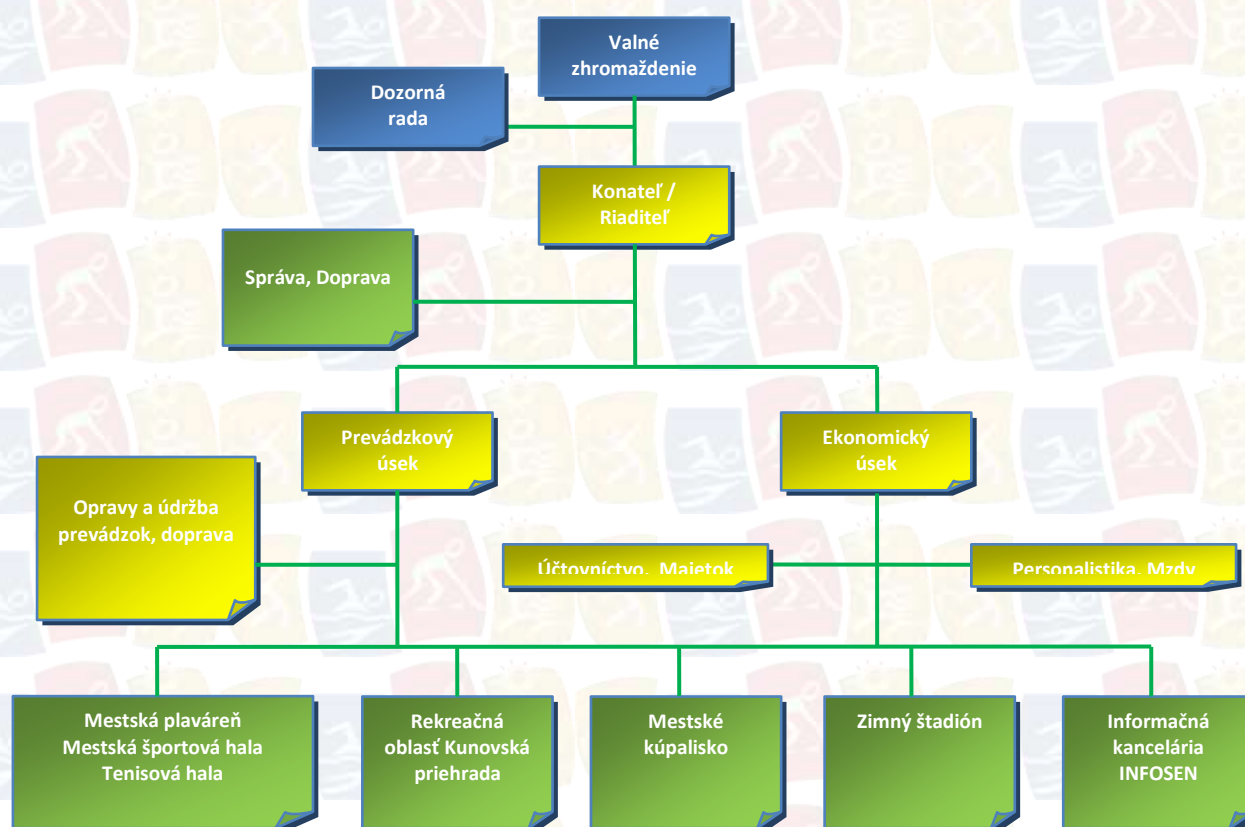 Valné
zhromaždenie
Dozorná
rada
Konateľ /
Riaditeľ
Správa, Doprava
Prevádzkový
úsek
Ekonomický
úsek
Opravy a údržba
prevádzok, doprava
Účtovníctvo, Majetok
Personalistika, Mzdy
Mestská plaváreň
Mestská športová hala
Tenisová hala
Rekreačná
oblasť Kunovská
priehrada
Mestské
kúpalisko
Zimný štadión
Informačná
kancelária
INFOSEN